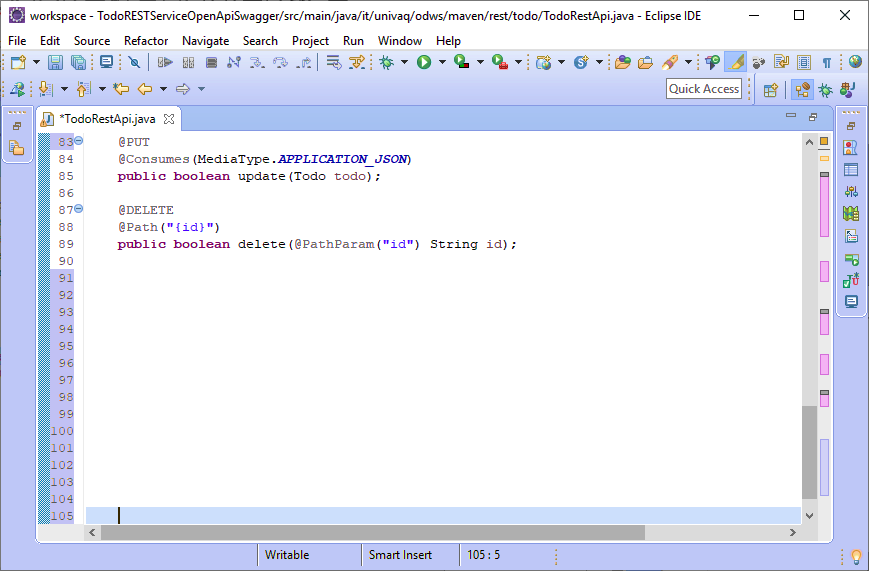 workspace - TodoRESTServiceOpenApiSwagger/src/main/java/it/univaq/odws/maven/rest/todo/TodoRestApi.java - Eclipse IDE
File Edit Source Refactor Navigate Search Project Run Window Help
Quick Access
*TodoRestApi.java
83 @PUT
84 @Consumes(MediaType.APPLICATION_JSON)
85 public boolean update(Todo todo);
86
87 @DELETE
88 @Path("{id}")
89 public boolean delete(@PathParam("id") String id);
90
91
92
93
94
95
96
97
98
99
100
101
102
103
104
105
Writable Smart Insert 105 : 5